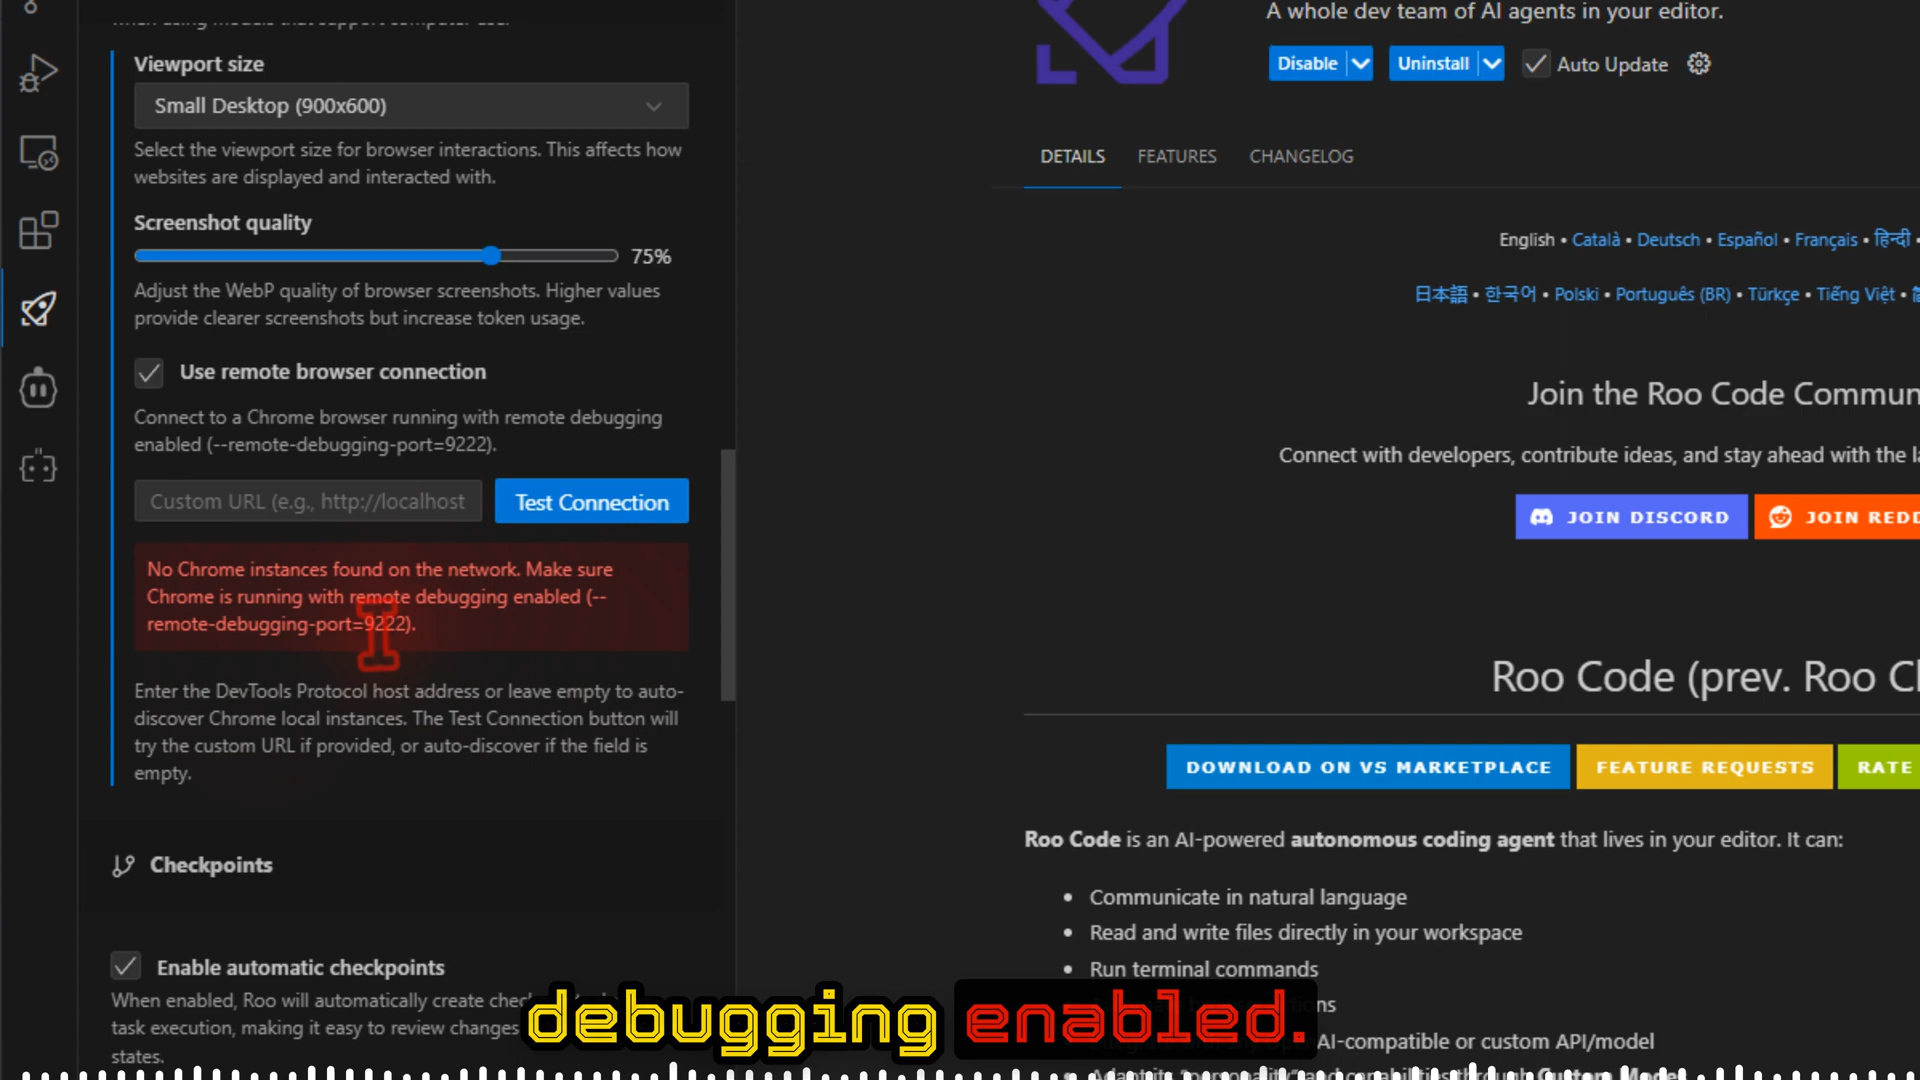 Viewport size
Small Desktop (900x600)
Select the viewport size for browser interactions. This affects how
websites are displayed and interacted with.
Screenshot quality
75%
Adjust the WebP quality of browser screenshots. Higher values
provide clearer screenshots but increase token usage.
Use remote browser connection
Connect to a Chrome browser running with remote debugging
enabled (--remote-debugging-port=9222).
Custom URL (e.g., http://localhost
Test Connection
No Chrome instances found on the network. Make sure
Chrome is running with remote debugging enabled (--
remote-debugging-port=9222).
Enter the DevTools Protocol host address or leave empty to auto-
discover Chrome local instances. The Test Connection button will
try the custom URL if provided, or auto-discover if the field is
empty.
Checkpoints
Enable automatic checkpoints
When enabled, Roo will automatically create
task execution, making it easy to review changes
states.
A whole dev team of AI agents in your editor.
Disable
Uninstall
Auto Update
DETAILS
FEATURES
CHANGELOG
English • Català • Deutsch • Español • Français • हिन्दी •
日本語 • 한국어 • Polski • Português (BR) • Türkçe • Tiếng Việt •
Join the Roo Code
Connect with developers, contribute ideas, and stay ahead with the
JOIN DISCORD
JOIN
Roo Code (prev. Roo
DOWNLOAD ON VS MARKETPLACE
FEATURE REQUESTS
RATE
Roo Code is an AI-powered autonomous coding agent that lives in your editor. It can:
• Communicate in natural language
• Read and write files directly in your workspace
• Run terminal commands
AI-compatible or custom API/model
debugging enabled.